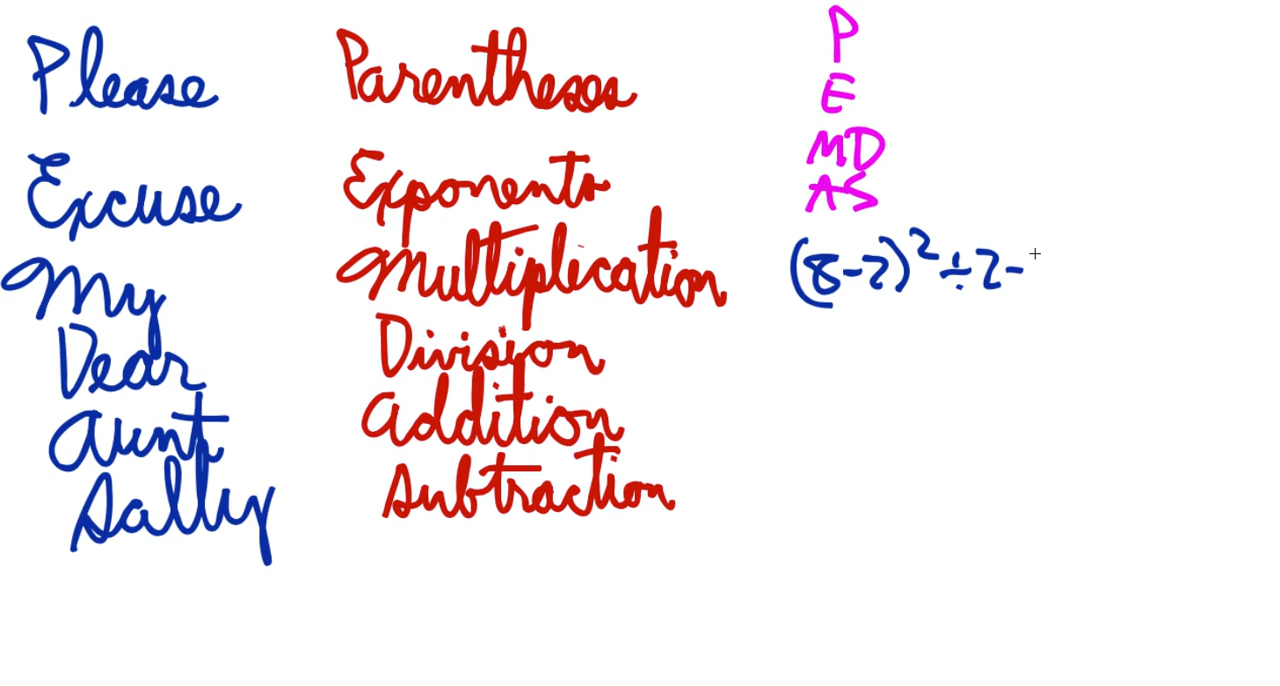 Please
Excuse
My
Dear
Aunt
Sally
Parentheses
Exponents
Multiplication
Division
Addition
Subtraction
P
E
MD
AS
(8-2)² ÷ 2 -